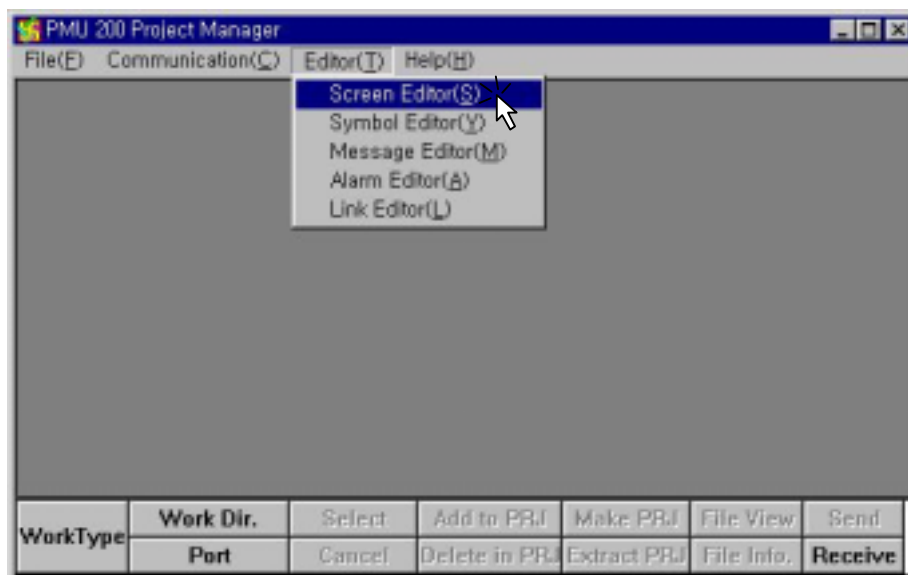 PMU 200 Project Manager
File(F) Communication(C) Editor(T) Help(H)
Screen Editor(S)
Symbol Editor(Y)
Message Editor(M)
Alarm Editor(A)
Link Editor(L)
WorkType
Work Dir. Select Add to PRJ Make PRJ File View Send
Port Cancel Delete in PRJ Extract PRJ File Info. Receive